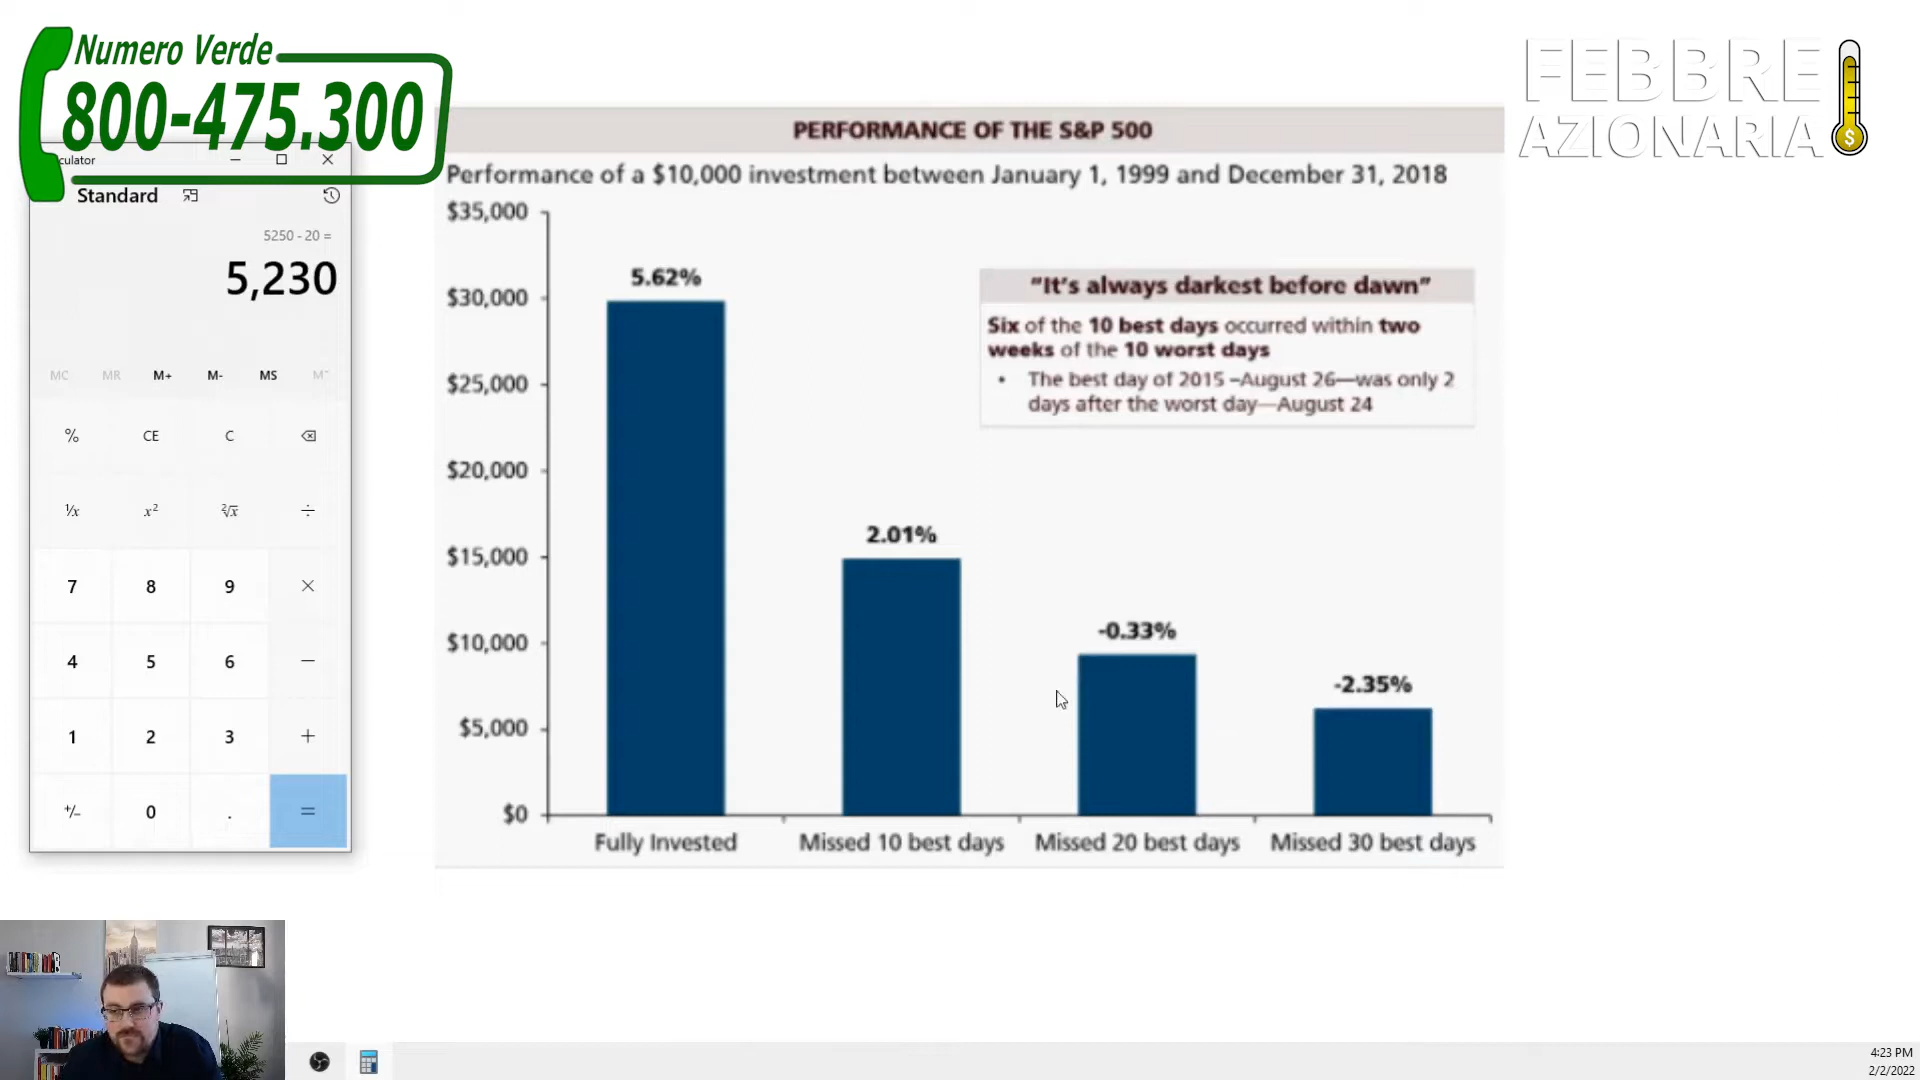 Numero Verde
800-475.300
FEBBRE
AZIONARIA
$
culator
Standard
5250 - 20 =
5,230
MC MR M+ M- MS
% CE C
¹/x x² ²√x ÷
7 8 9 ×
4 5 6 −
1 2 3 +
+/− 0 . =
PERFORMANCE OF THE S&P 500
Performance of a $10,000 investment between January 1, 1999 and December 31, 2018
$35,000
$30,000
$25,000
$20,000
$15,000
$10,000
$5,000
$0
5.62%
2.01%
-0.33%
-2.35%
"It's always darkest before dawn"
Six of the 10 best days occurred within two
weeks of the 10 worst days
• The best day of 2015 –August 26—was only 2
days after the worst day—August 24
Fully Invested Missed 10 best days Missed 20 best days Missed 30 best days
4:23 PM
2/2/2022